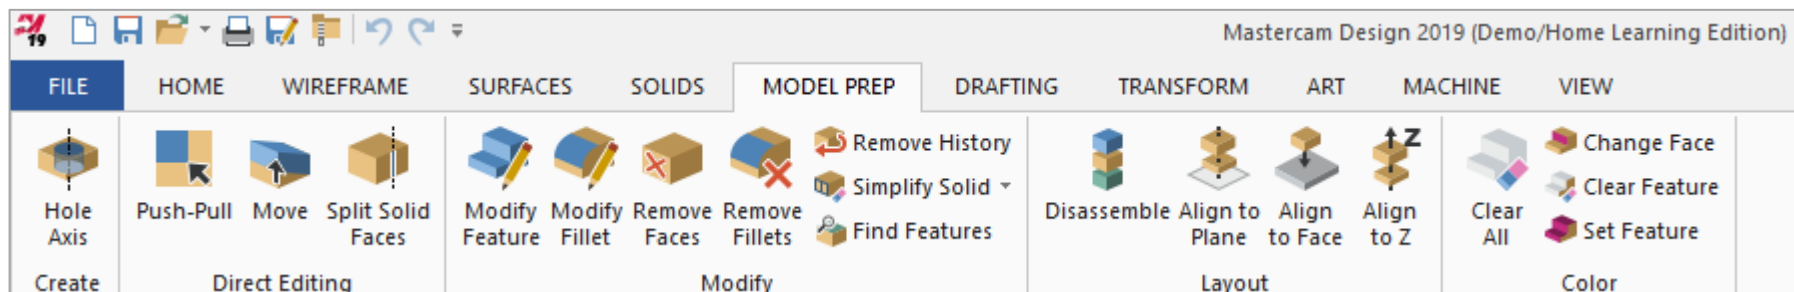 19
Mastercam Design 2019 (Demo/Home Learning Edition)
FILE HOME WIREFRAME SURFACES SOLIDS MODEL PREP DRAFTING TRANSFORM ART MACHINE VIEW
Hole
Axis
Create
Push-Pull
Move
Split Solid
Faces
Direct Editing
Modify
Feature
Modify
Fillet
Remove
Faces
Remove
Fillets
Remove History
Simplify Solid
Find Features
Modify
Disassemble
Align to
Plane
Align
to Face
Z
Align
to Z
Layout
Clear
All
Change Face
Clear Feature
Set Feature
Color